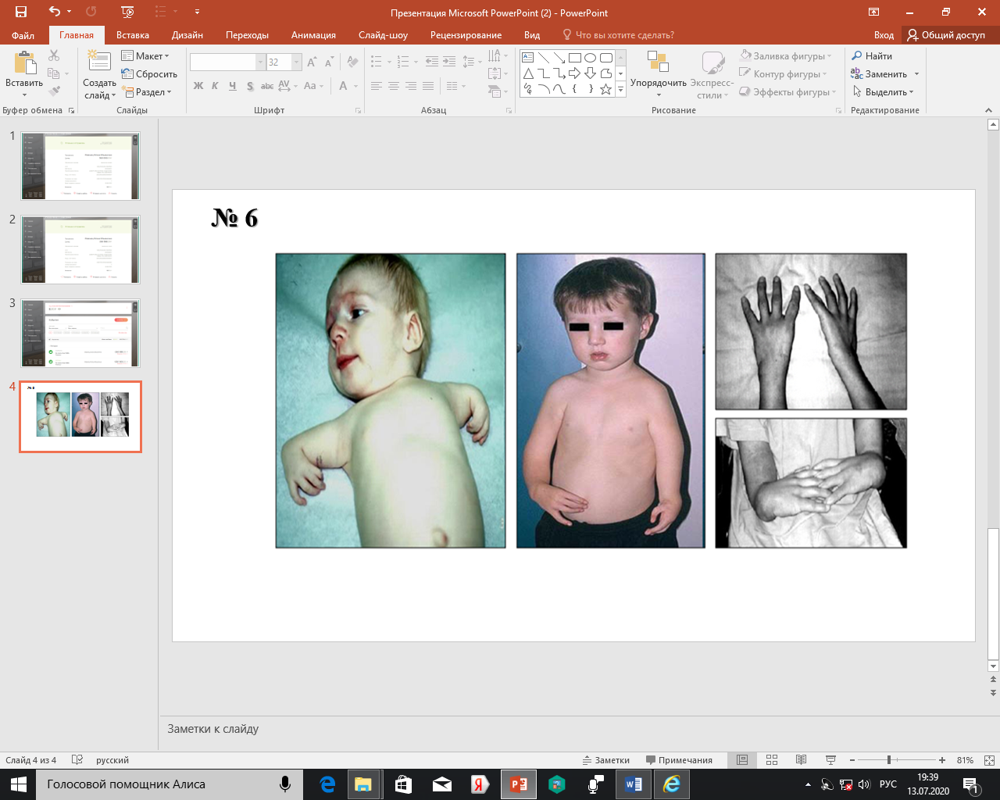 Презентация Microsoft PowerPoint (2) - PowerPoint
Файл Главная Вставка Дизайн Переходы Анимация Слайд-шоу Рецензирование Вид Что вы хотите сделать? Вход Общий доступ
Вставить
Буфер обмена
Создать слайд
Макет
Сбросить
Раздел
Слайды
32
Ж К Ч S abc AV Aa A
Шрифт
Абзац
Упорядочить
Экспресс-стили
Заливка фигуры
Контур фигуры
Эффекты фигуры
Рисование
Найти
Заменить
Выделить
Редактирование
1
2
3
4
№ 6
Заметки к слайду
Слайд 4 из 4 русский Заметки Примечания 81%
Голосовой помощник Алиса
РУС
19:39
13.07.2020
1